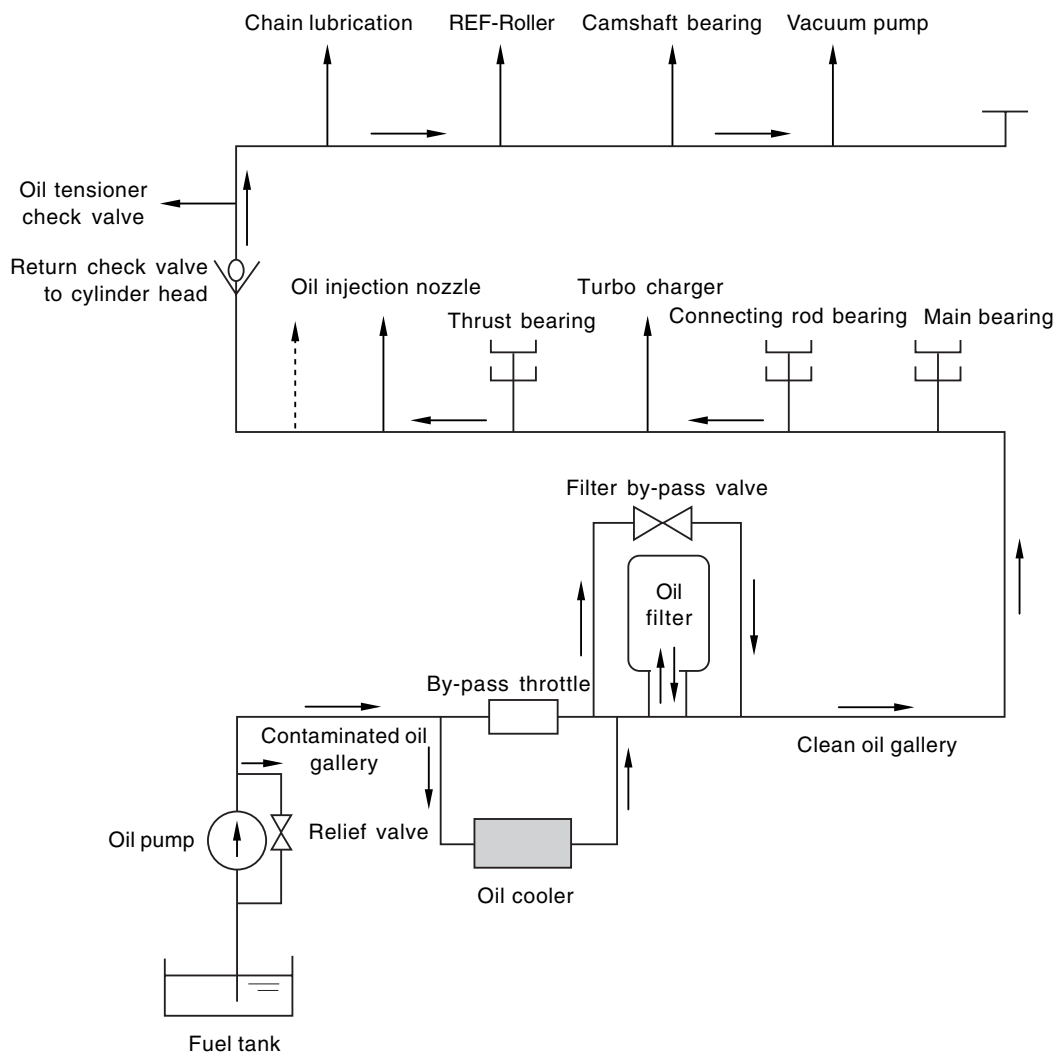 Chain lubrication
REF-Roller
Camshaft bearing
Vacuum pump
Oil tensioner
check valve
Return check valve
to cylinder head
Oil injection nozzle
Turbo charger
Thrust bearing
Connecting rod bearing
Main bearing
Filter by-pass valve
Oil
filter
By-pass throttle
Contaminated oil
gallery
Clean oil gallery
Oil pump
Relief valve
Oil cooler
Fuel tank